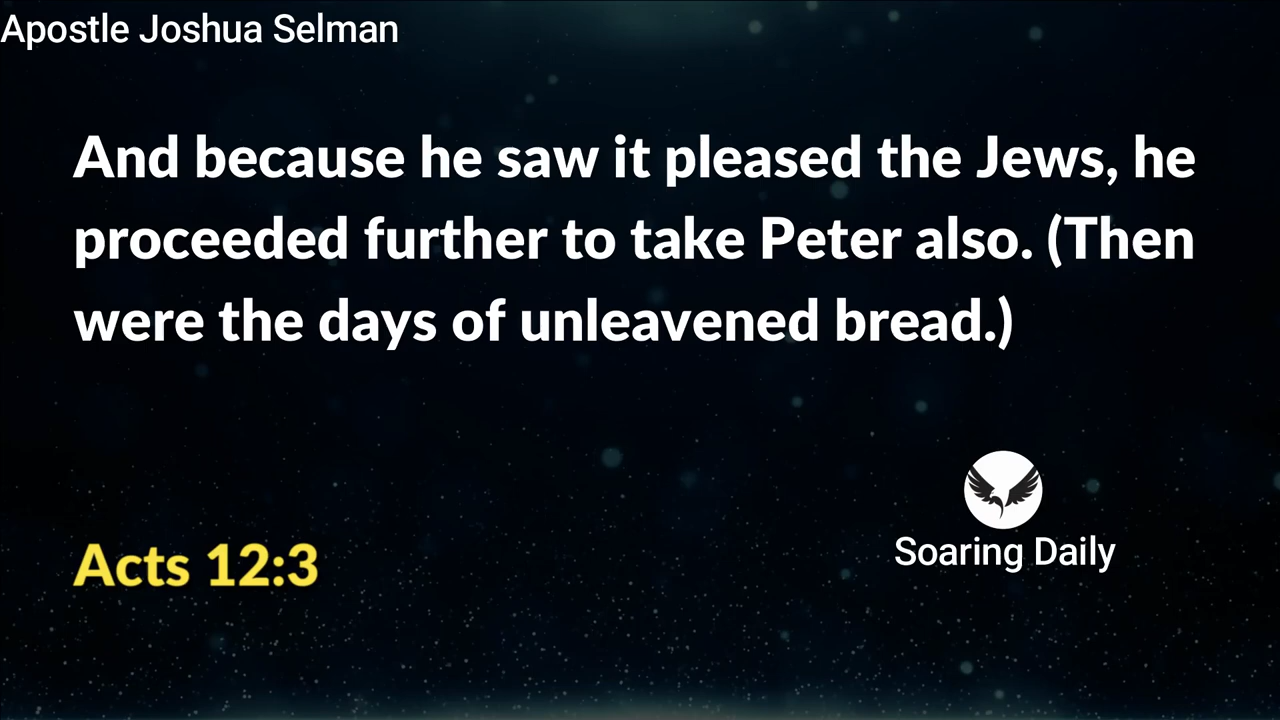 Apostle Joshua Selman
And because he saw it pleased the Jews, he
proceeded further to take Peter also. (Then
were the days of unleavened bread.)
Acts 12:3
Soaring Daily